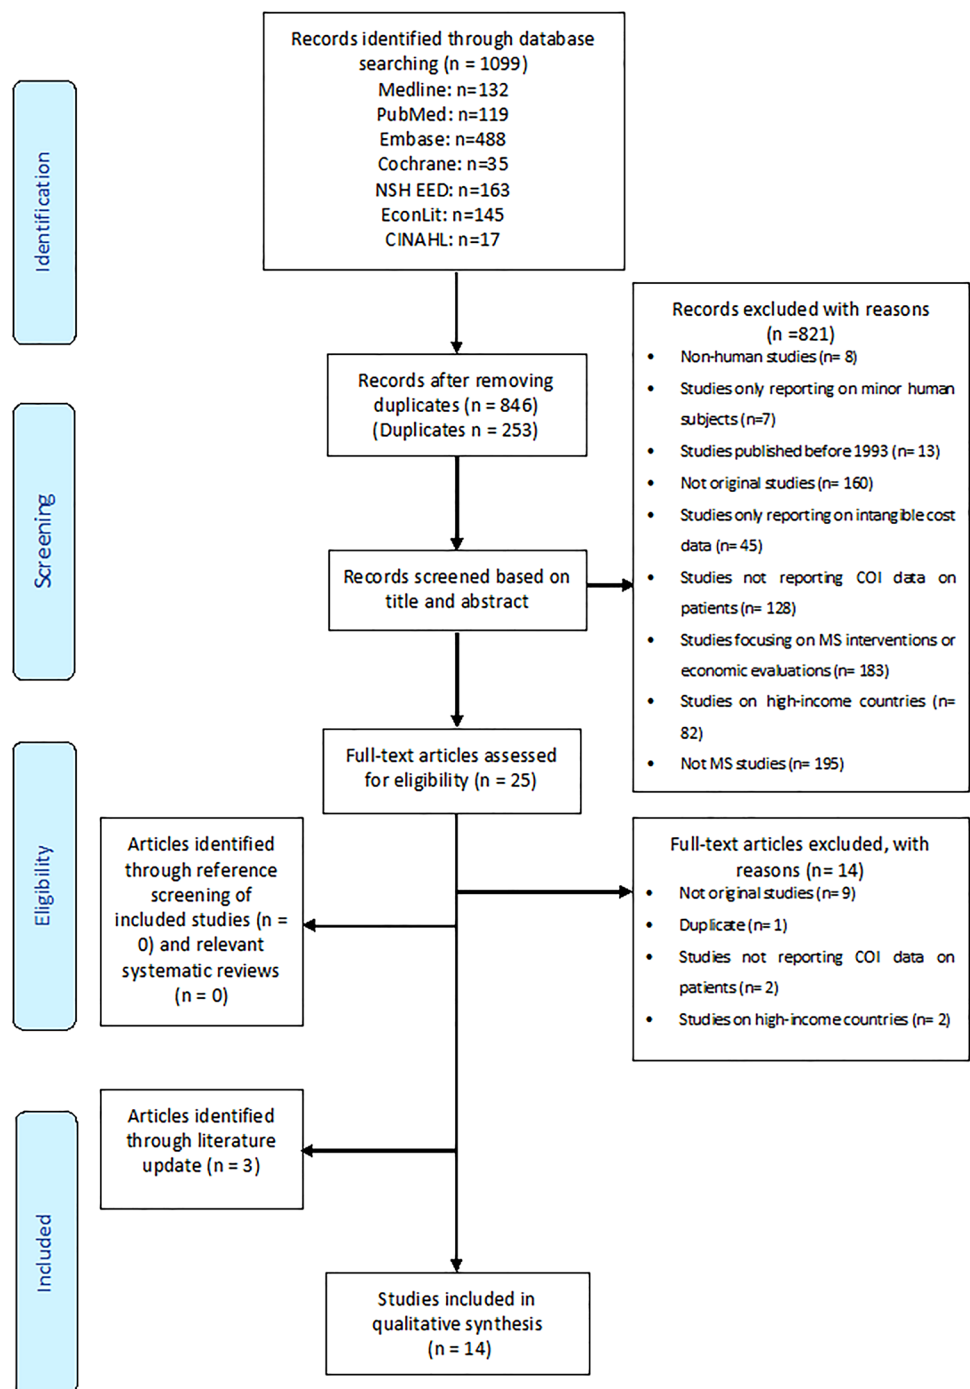 Identification
Records identified through database
searching (n = 1099)
Medline: n=132
PubMed: n=119
Embase: n=488
Cochrane: n=35
NSH EED: n=163
EconLit: n=145
CINAHL: n=17
Screening
Records after removing
duplicates (n = 846)
(Duplicates n = 253)
Records screened based on
title and abstract
Records excluded with reasons
(n =821)
• Non-human studies (n= 8)
• Studies only reporting on minor human
subjects (n=7)
• Studies published before 1993 (n= 13)
• Not original studies (n= 160)
• Studies only reporting on intangible cost
data (n= 45)
• Studies not reporting COI data on
patients (n= 128)
• Studies focusing on MS interventions or
economic evaluations (n= 183)
• Studies on high-income countries (n=
82)
• Not MS studies (n= 195)
Eligibility
Full-text articles assessed
for eligibility (n = 25)
Articles identified
through reference
screening of
included studies (n =
0) and relevant
systematic reviews
(n = 0)
Full-text articles excluded, with
reasons (n= 14)
• Not original studies (n= 9)
• Duplicate (n= 1)
• Studies not reporting COI data on
patients (n= 2)
• Studies on high-income countries (n= 2)
Included
Articles identified
through literature
update (n = 3)
Studies included in
qualitative synthesis
(n = 14)